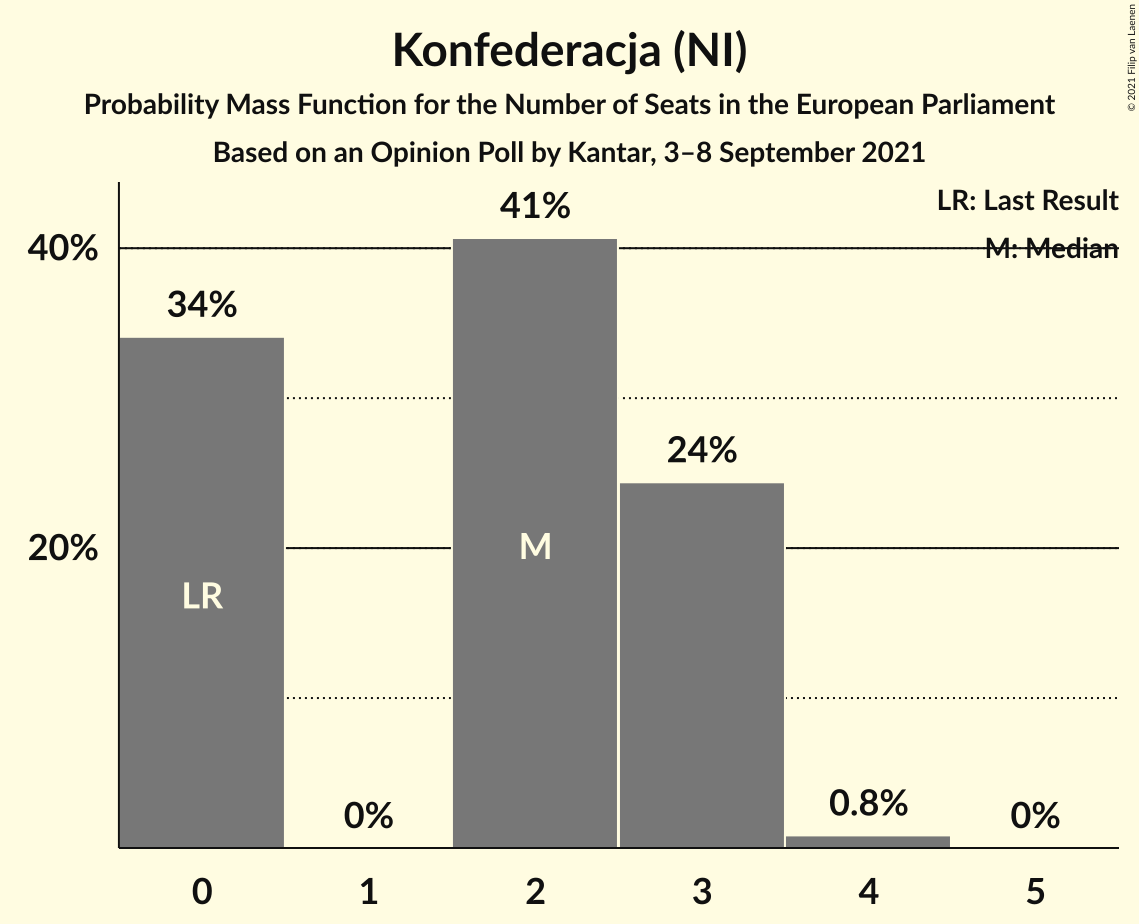 Konfederacja (NI)
Probability Mass Function for the Number of Seats in the European Parliament
Based on an Opinion Poll by Kantar, 3–8 September 2021
© 2021 Filip van Laenen
LR: Last Result
M: Median
40%
20%
34%
0%
41%
24%
0.8%
0%
LR
M
0 1 2 3 4 5